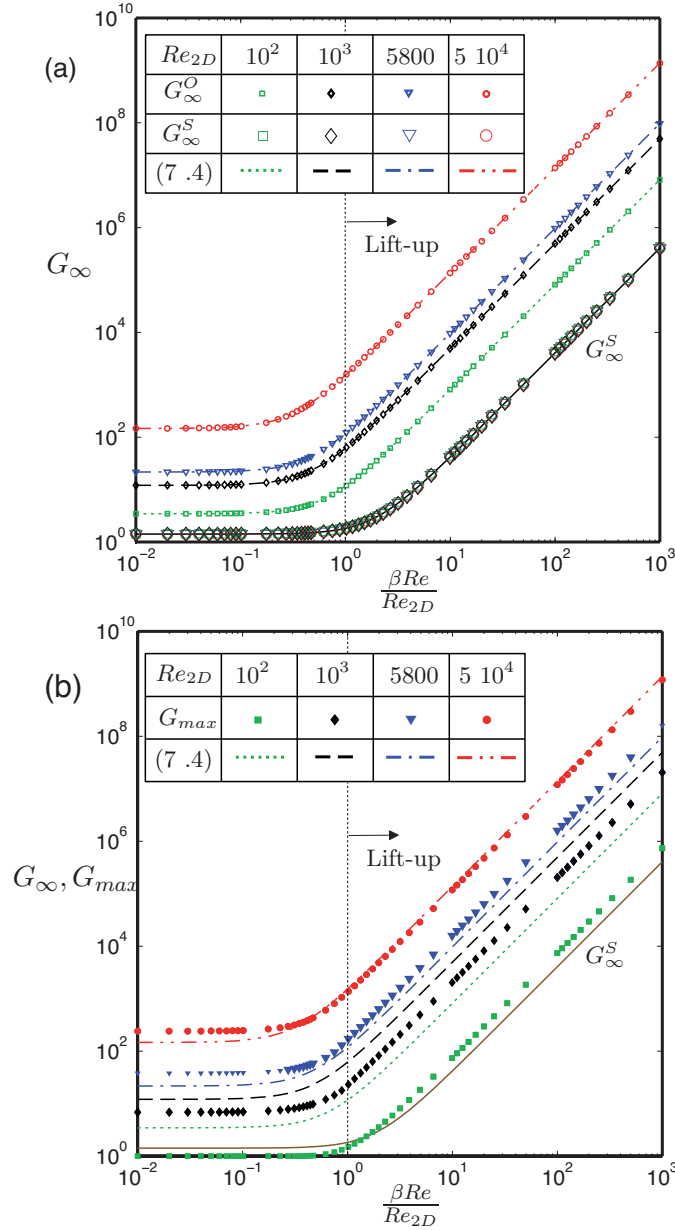 (a)
10^10
10^8
10^6
10^4
10^2
10^0
G_∞
Re_2D 10^2 10^3 5800 5 10^4
G_∞^O
G_∞^S
(7 .4)
Lift-up
G_∞^S
10^-2 10^-1 10^0 10^1 10^2 10^3
βRe
Re_2D
(b)
10^10
10^8
10^6
10^4
10^2
10^0
G_∞, G_max
Re_2D 10^2 10^3 5800 5 10^4
G_max
(7 .4)
Lift-up
G_∞^S
10^-2 10^-1 10^0 10^1 10^2 10^3
βRe
Re_2D